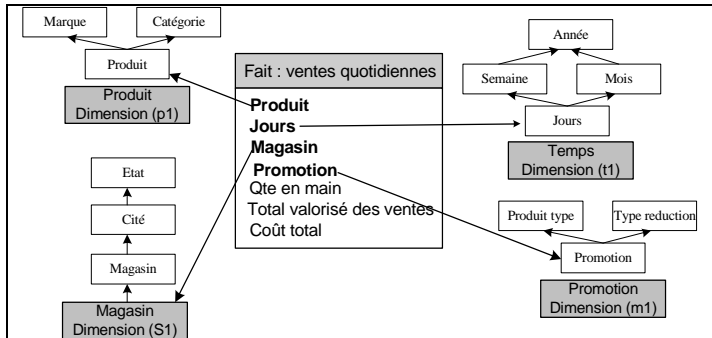 Marque
Catégorie
Produit
Produit
Dimension (p1)
Fait : ventes quotidiennes
Produit
Jours
Magasin
Promotion
Qte en main
Total valorisé des ventes
Coût total
Année
Semaine
Mois
Jours
Temps
Dimension (t1)
Etat
Cité
Magasin
Magasin
Dimension (S1)
Produit type
Type reduction
Promotion
Promotion
Dimension (m1)